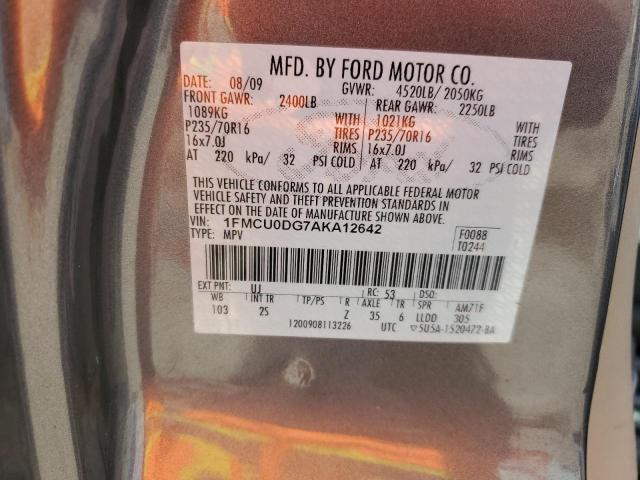 MFD. BY FORD MOTOR CO.
DATE: 08/09 GVWR: 4520LB/ 2050KG
FRONT GAWR: 2400LB REAR GAWR: 2250LB
1089KG WITH 1021KG WITH
P235/70R16 TIRES P235/70R16 TIRES
16x7.0J RIMS 16x7.0J RIMS
AT 220 kPa/ 32 PSI COLD AT 220 kPa/ 32 PSI COLD
THIS VEHICLE CONFORMS TO ALL APPLICABLE FEDERAL MOTOR
VEHICLE SAFETY AND THEFT PREVENTION STANDARDS IN
EFFECT ON THE DATE OF MANUFACTURE SHOWN ABOVE.
VIN: 1FMCU0DG7AKA12642 F0088
TYPE: MPV T0244
EXT PNT: UJ RC: 53 DSO:
WB INT TR TP/PS R AXLE TR SPR AM71F
103 2S Z 35 6 LLDD 305
1200908113226 UTC ▽5U5A-1520472-BA